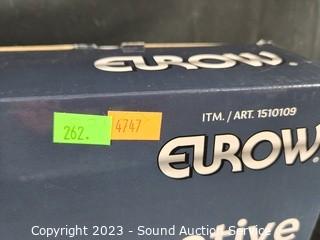 EUROW®
ITM. / ART. 1510109
262.
4747
EUROW
Copyright 2023 - Sound Auction Service